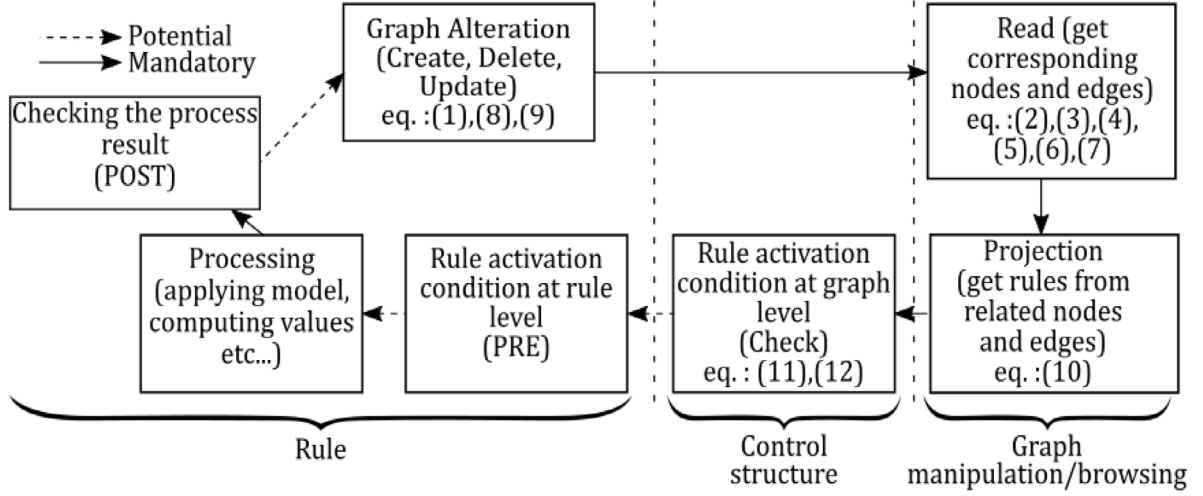 Potential
Mandatory
Graph Alteration
(Create, Delete,
Update)
eq. :(1),(8),(9)
Read (get
corresponding
nodes and edges)
eq. :(2),(3),(4),
(5),(6),(7)
Checking the process
result
(POST)
Processing
(applying model,
computing values
etc...)
Rule activation
condition at rule
level
(PRE)
Rule activation
condition at graph
level
(Check)
eq. : (11),(12)
Projection
(get rules from
related nodes
and edges)
eq. :(10)
Rule
Control
structure
Graph
manipulation/browsing